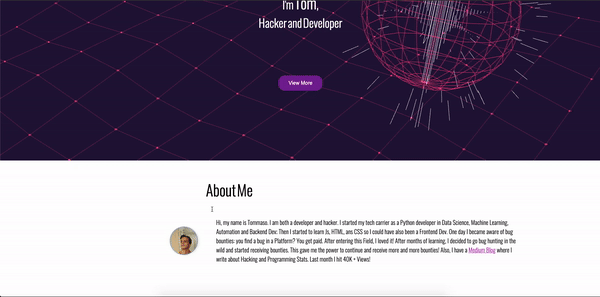 I'm Tom,
Hacker and Developer
View More
About Me
1
Hi, my name is Tommaso. I am both a developer and hacker. I started my tech carrier as a Python developer in Data Science, Machine Learning,
Automation and Backend Dev. Then I started to learn Js, HTML, ans CSS so I could have also been a Frontend Dev. One day I became aware of bug
bounties: you find a bug in a Platform? You got paid. After entering this Field, I loved it! After months of learning, I decided to go bug hunting in the
wild and started receiving bounties. This gave me the power to continue and receive more and more bounties! Also, I have a Medium Blog where I
write about Hacking and Programming Stats. Last month I hit 40K + Views!